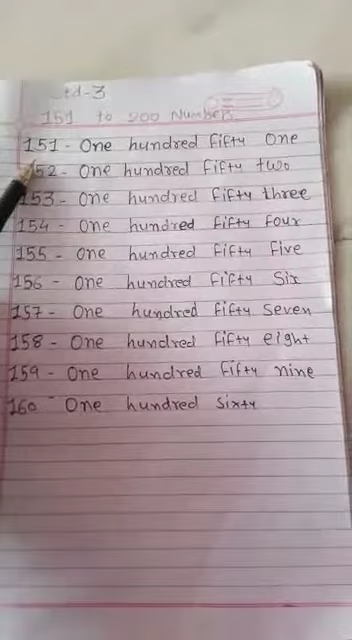 Std-3
151 to 200 Numbers
151 - One hundred fifty One
152 - One hundred fifty two
153 - One hundred fifty three
154 - One hundred fifty four
155 - One hundred fifty five
156 - One hundred fifty Six
157 - One hundred fifty seven
158 - One hundred fifty eight
159 - One hundred fifty nine
160 - One hundred sixty